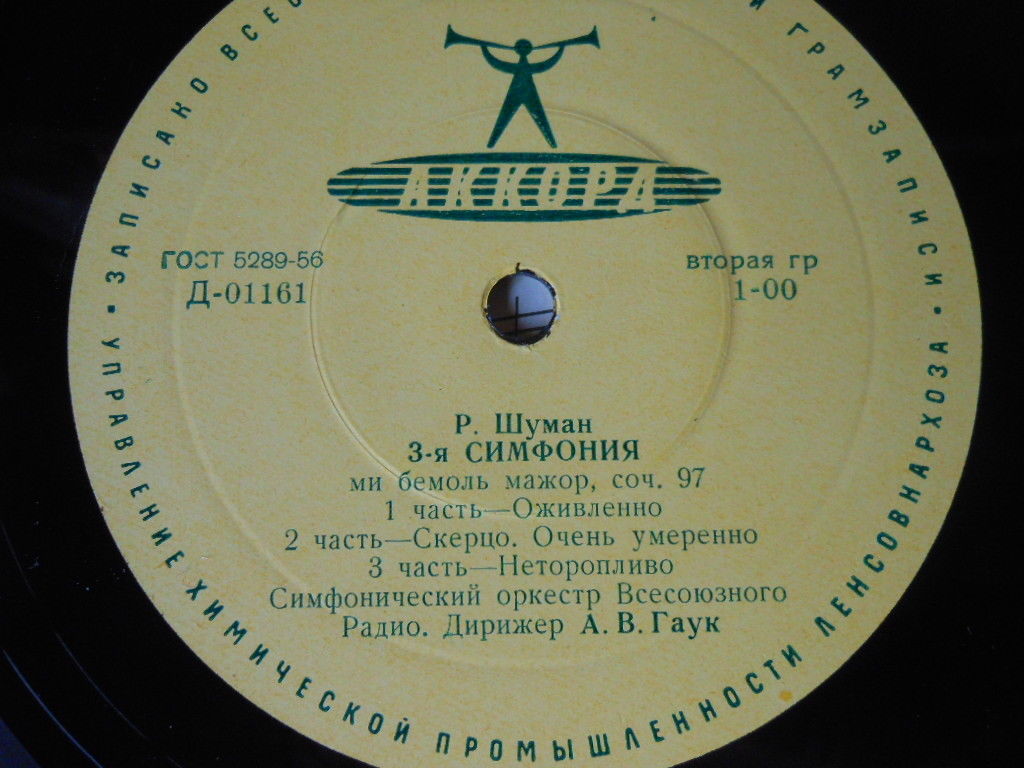 ЗАПИСАНО ВСЕС
Й ГРАМЗАПИСИ
АККОРД
ГОСТ 5289-56
Д-01161
вторая гр
1-00
Р. Шуман
3-я СИМФОНИЯ
ми бемоль мажор, соч. 97
1 часть—Оживленно
2 часть—Скерцо. Очень умеренно
3 часть—Неторопливо
Симфонический оркестр Всесоюзного
Радио. Дирижер А. В. Гаук
УПРАВЛЕНИЕ ХИМИЧЕСКОЙ ПРОМЫШЛЕННОСТИ ЛЕНСОВНАРХОЗА